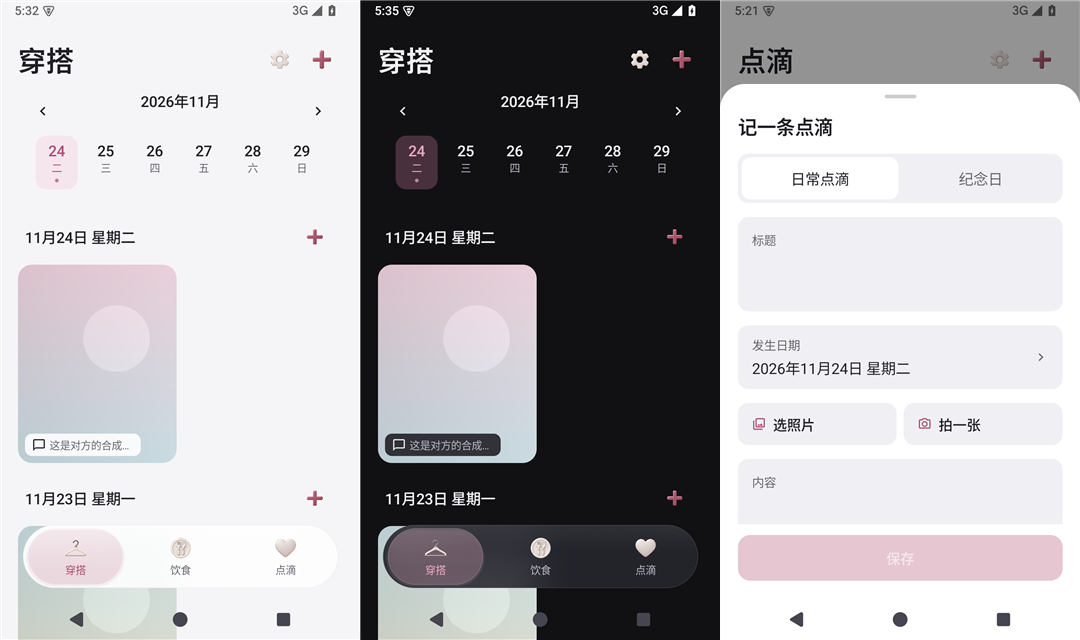 5:32
3G
穿搭
2026年11月
24 25 26 27 28 29
二 三 四 五 六 日
11月24日 星期二
这是对方的合成...
11月23日 星期一
穿搭 饮食 点滴
5:35
3G
穿搭
2026年11月
24 25 26 27 28 29
二 三 四 五 六 日
11月24日 星期二
这是对方的合成...
11月23日 星期一
穿搭 饮食 点滴
5:21
3G
点滴
记一条点滴
日常点滴 纪念日
标题
发生日期
2026年11月24日 星期二
选照片 拍一张
内容
保存